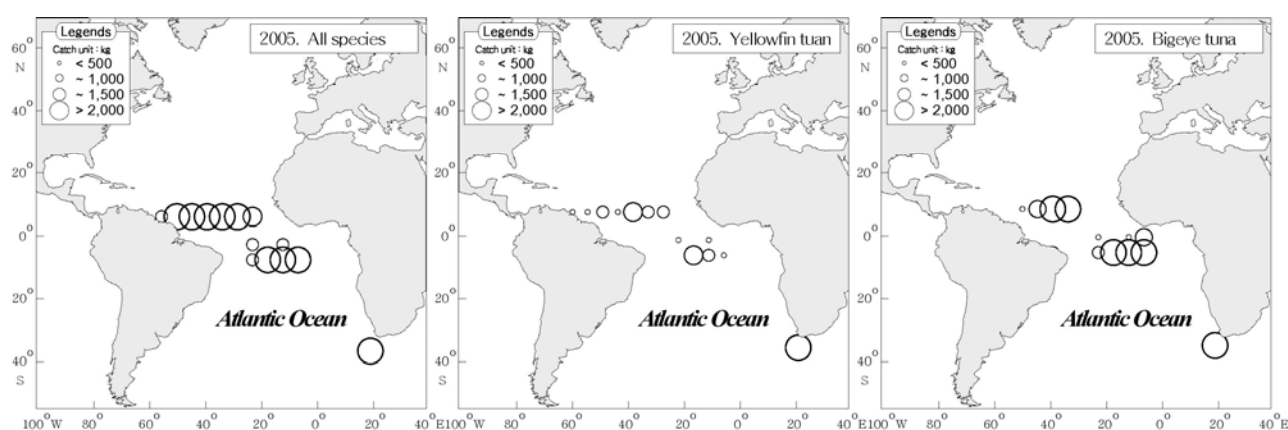 Legends
Catch unit : kg
< 500
~ 1,000
~ 1,500
> 2,000
2005. All species
60°
N
40°
20°
0°
20°
40°
S
Atlantic Ocean
100° W 80° 60° 40° 20° 0° 20° 40° E
Legends
Catch unit : kg
< 500
~ 1,000
~ 1,500
> 2,000
2005. Yellowfin tuan
60°
N
40°
20°
0°
20°
40°
S
Atlantic Ocean
100° W 80° 60° 40° 20° 0° 20° 40° E
Legends
Catch unit : kg
< 500
~ 1,000
~ 1,500
> 2,000
2005. Bigeye tuna
60°
N
40°
20°
0°
20°
40°
S
Atlantic Ocean
100° W 80° 60° 40° 20° 0° 20° 40° E